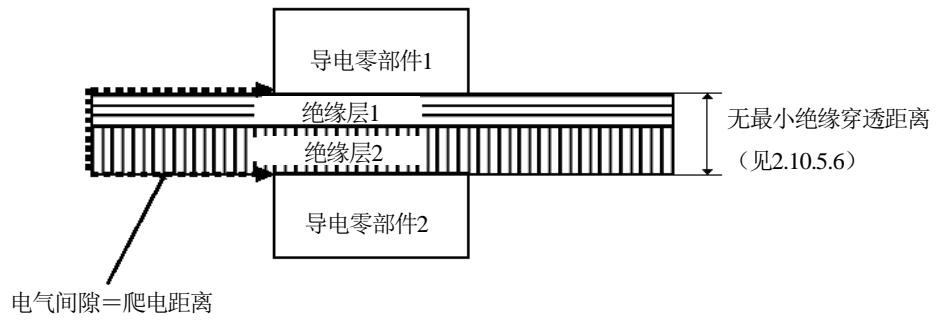 导电零部件1
绝缘层1
绝缘层2
无最小绝缘穿透距离
（见2.10.5.6）
导电零部件2
电气间隙＝爬电距离